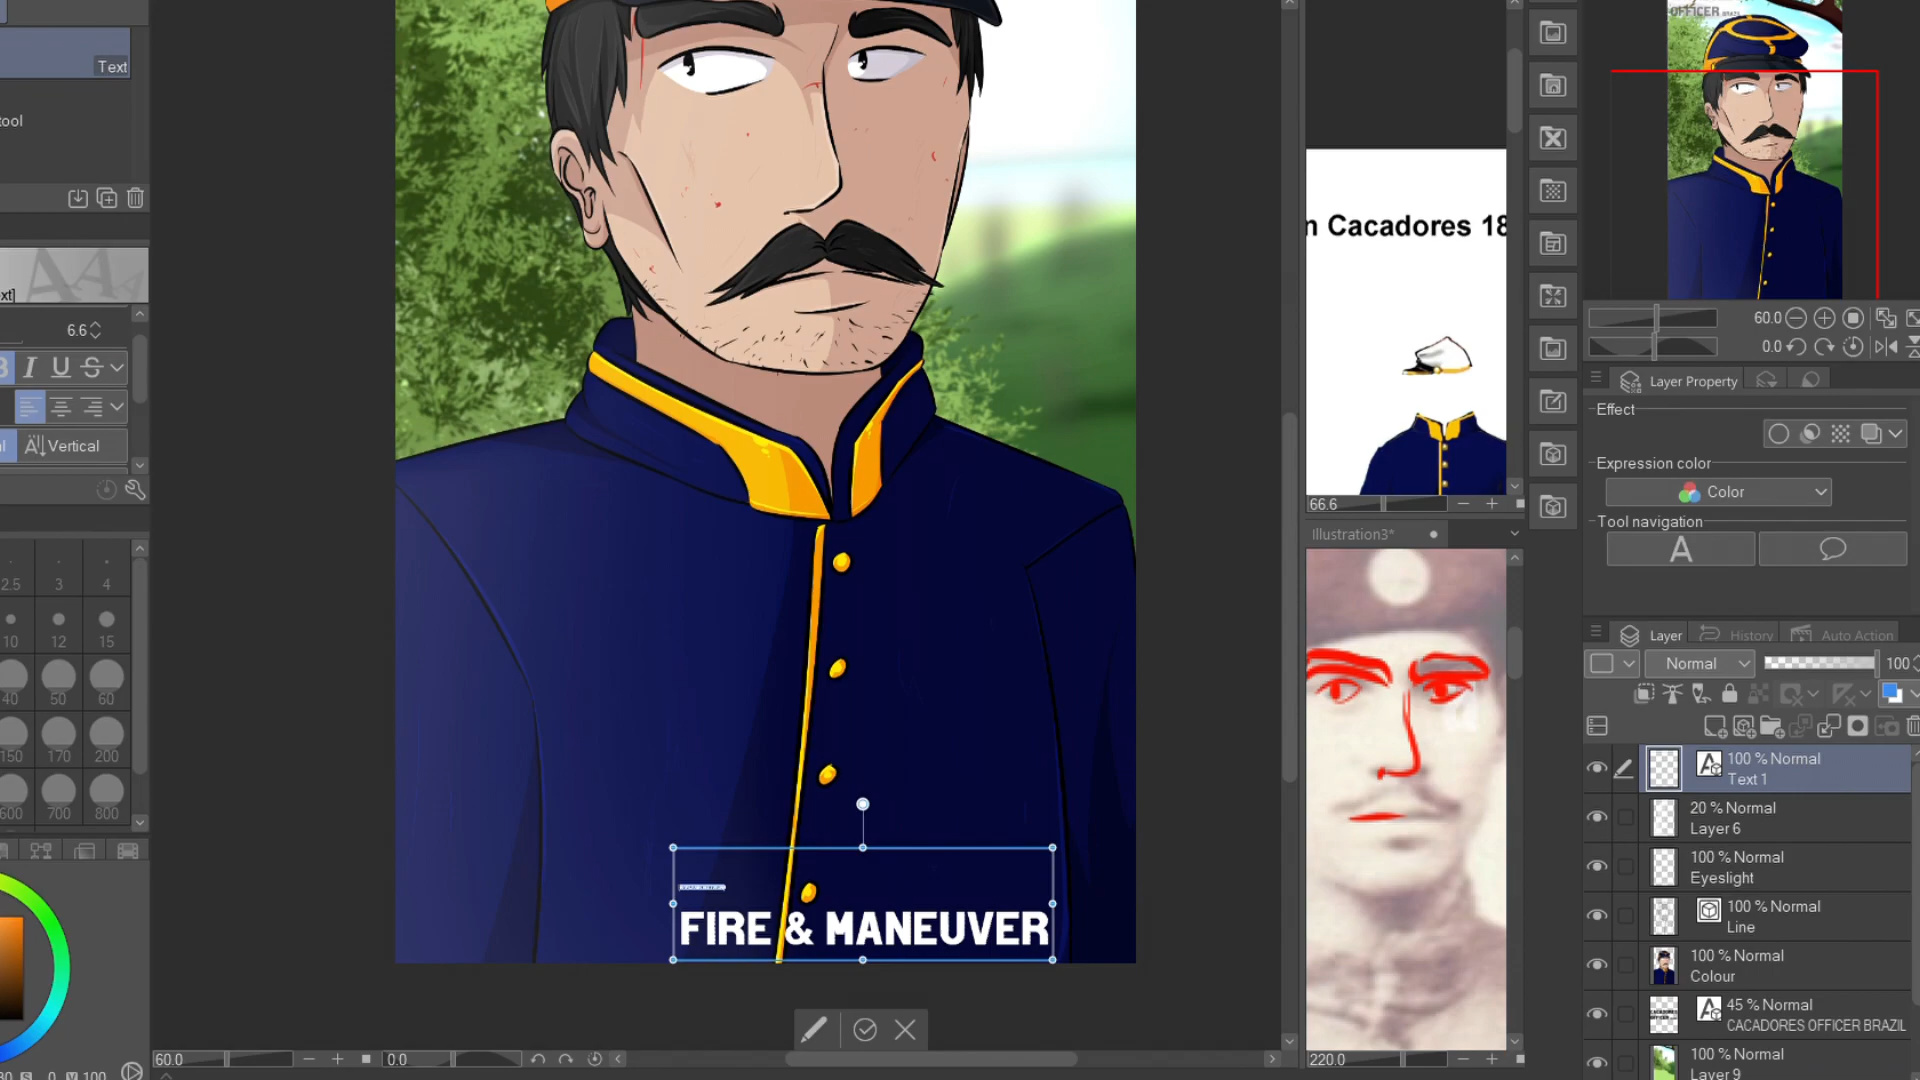 Text
tool
6.6
B I U S
Vertical
2.5 3 4
10 12 15
40 50 60
150 170 200
600 700 800
FIRE & MANEUVER
60.0
0.0
n Cacadores 18
66.6
Illustration3*
220.0
OFFICER BRAZIL
60.0
0.0
Layer Property
Effect
Expression color
Color
Tool navigation
A
Layer History Auto Action
Normal 100
100 % Normal
Text 1
20 % Normal
Layer 6
100 % Normal
Eyeslight
100 % Normal
Line
100 % Normal
Colour
45 % Normal
CACADORES OFFICER BRAZIL
100 % Normal
Layer 9